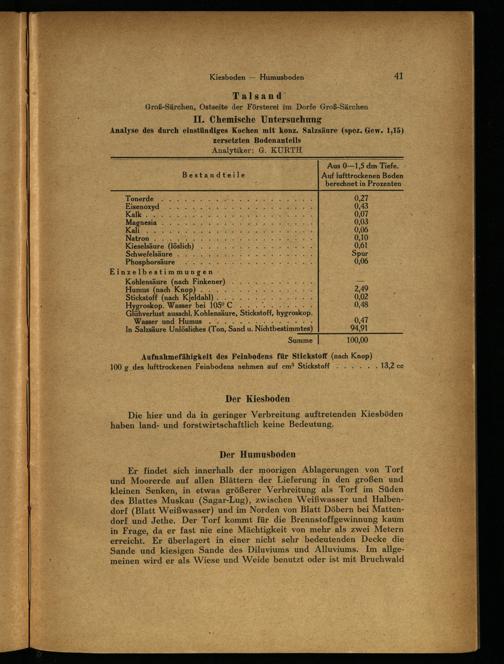 Kiesboden — Humusboden 41
Talsand
Groß-Särchen, Ostseite der Försterei im Dorfe Groß-Särchen
II. Chemische Untersuchung
Analyse des durch einstündiges Kochen mit konz. Salzsäure (spez. Gew. 1,15)
zersetzten Bodenanteils
Analytiker: G. KURTH
Bestandteile
Aus 0—1,5 dm Tiefe.
Auf lufttrockenen Boden
berechnet in Prozenten
Tonerde . . . . . . . . . . . . . . 0,27
Eisenoxyd . . . . . . . . . . . . . 0,43
Kalk . . . . . . . . . . . . . . . 0,07
Magnesia . . . . . . . . . . . . . 0,03
Kali . . . . . . . . . . . . . . . 0,06
Natron . . . . . . . . . . . . . . 0,10
Kieselsäure (löslich) . . . . . . . . . 0,61
Schwefelsäure . . . . . . . . . . . Spur
Phosphorsäure . . . . . . . . . . . 0,06
Einzelbestimmungen
Kohlensäure (nach Finkener) . . . . . . . —
Humus (nach Knop) . . . . . . . . . . 2,49
Stickstoff (nach Kjeldahl) . . . . . . . . 0,02
Hygroskop. Wasser bei 105° C . . . . . . 0,48
Glühverlust ausschl. Kohlensäure, Stickstoff, hygroskop.
Wasser und Humus . . . . . . . . . 0,47
In Salzsäure Unlösliches (Ton, Sand u. Nichtbestimmtes) 94,91
Summe 100,00
Aufnahmefähigkeit des Feinbodens für Stickstoff (nach Knop)
100 g des lufttrockenen Feinbodens nehmen auf cm³ Stickstoff . . . . . . 13,2 cc
Der Kiesboden
Die hier und da in geringer Verbreitung auftretenden Kiesböden
haben land- und forstwirtschaftlich keine Bedeutung.
Der Humusboden
Er findet sich innerhalb der moorigen Ablagerungen von Torf
und Moorerde auf allen Blättern der Lieferung in den großen und
kleinen Senken, in etwas größerer Verbreitung als Torf im Süden
des Blattes Muskau (Sagar-Lug), zwischen Weißwasser und Halben-
dorf (Blatt Weißwasser) und im Norden von Blatt Döbern bei Matten-
dorf und Jethe. Der Torf kommt für die Brennstoffgewinnung kaum
in Frage, da er fast nie eine Mächtigkeit von mehr als zwei Metern
erreicht. Er überlagert in einer nicht sehr bedeutenden Decke die
Sande und kiesigen Sande des Diluviums und Alluviums. Im allge-
meinen wird er als Wiese und Weide benutzt oder ist mit Bruchwald